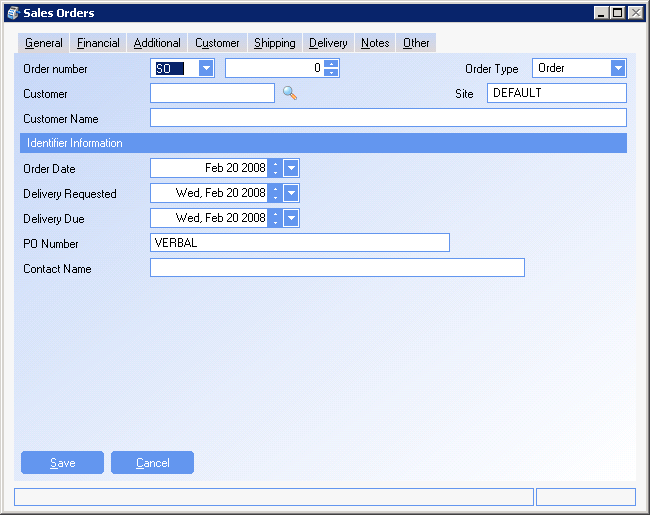 Sales Orders
General Financial Additional Customer Shipping Delivery Notes Other
Order number SO 0 Order Type Order
Customer Site DEFAULT
Customer Name
Identifier Information
Order Date Feb 20 2008
Delivery Requested Wed, Feb 20 2008
Delivery Due Wed, Feb 20 2008
PO Number VERBAL
Contact Name
Save Cancel